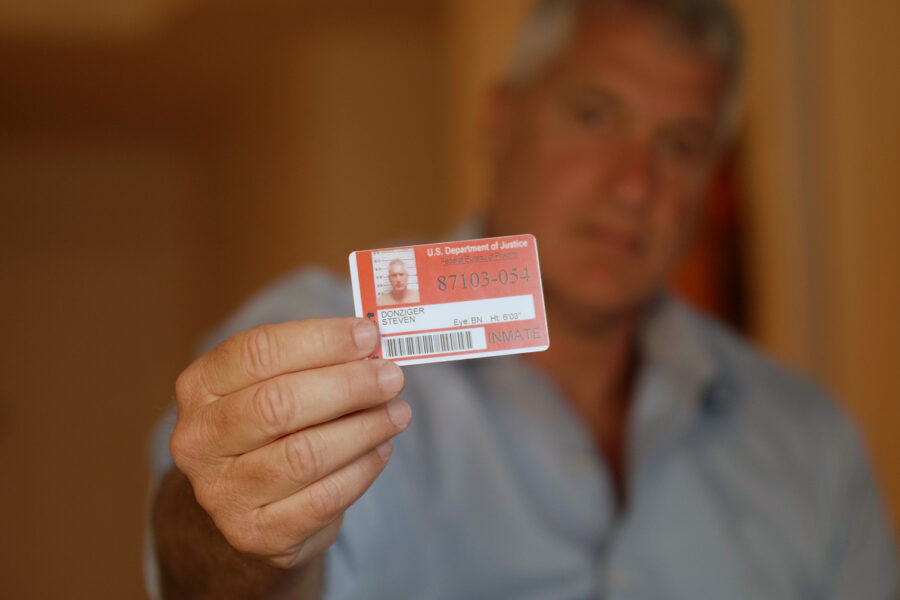 U.S. Department of Justice
Federal Bureau of Prisons
87103-054
DONZIGER
STEVEN
Eye: BN Ht: 6'03"
INMATE